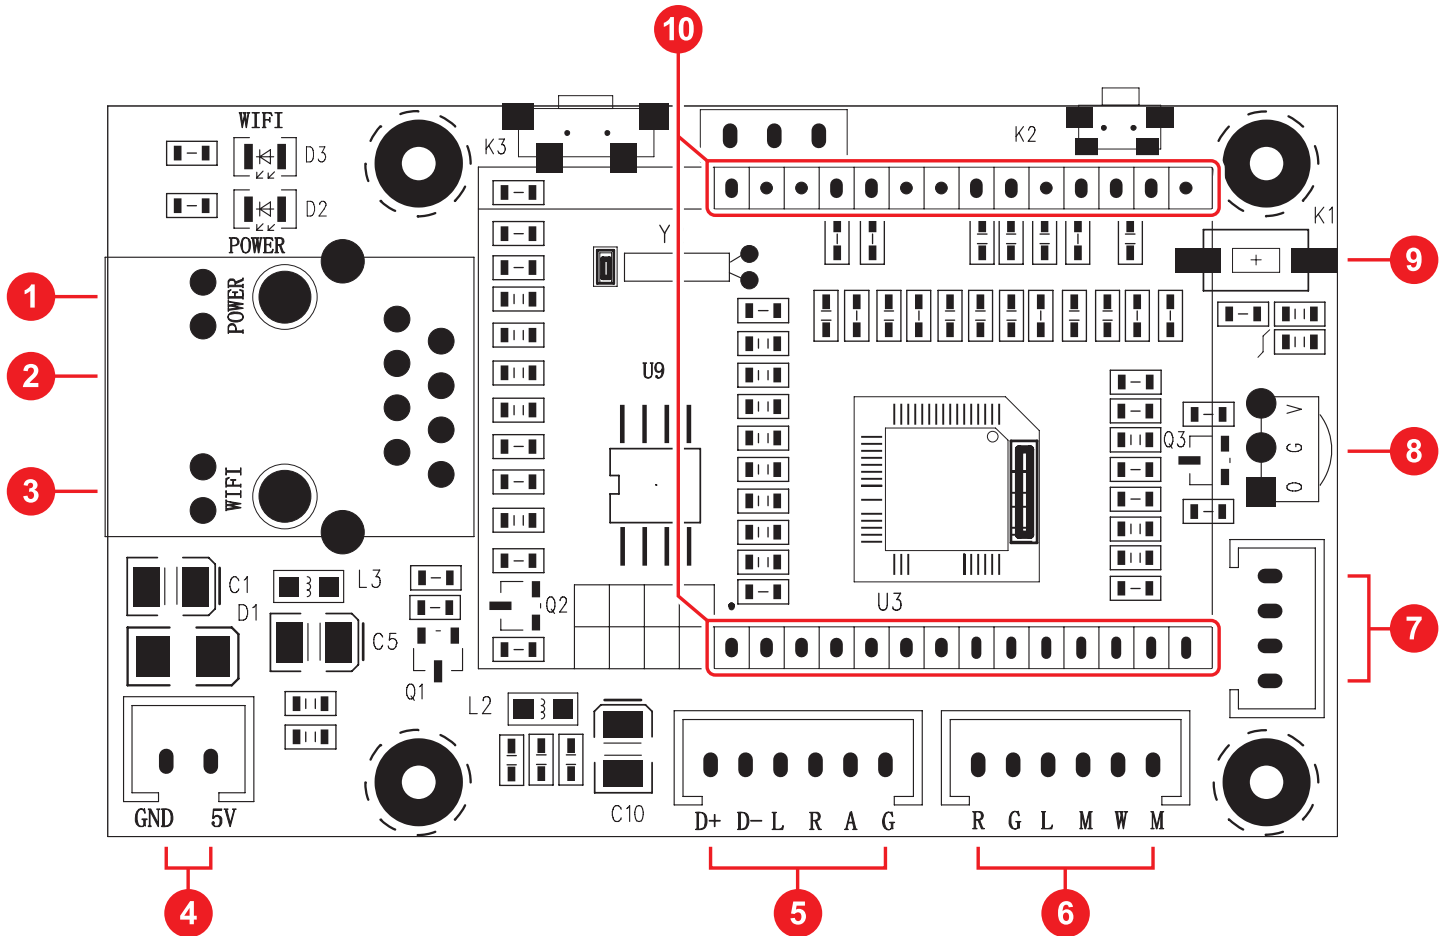 10
WIFI
D3
K3
K2
D2
POWER
K1
Y
9
1
POWER
2
U9
V
Q3
G
8
3
WIFI
O
C1
L3
D1
Q2
U3
C5
7
Q1
L2
GND 5V
C10
D+ D- L R A G
R G L M W M
4
5
6